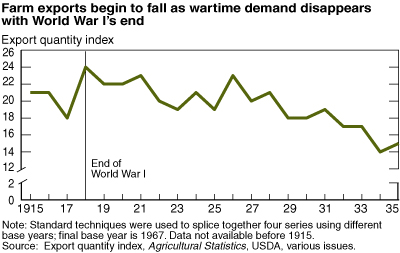 Farm exports begin to fall as wartime demand disappears
with World War I's end
Export quantity index
26
24
22
20
18
16
14
12
2
0
End of
World War I
1915 17 19 21 23 25 27 29 31 33 35
Note: Standard techniques were used to splice together four series using different
base years; final base year is 1967. Data not available before 1915.
Source: Export quantity index, Agricultural Statistics, USDA, various issues.